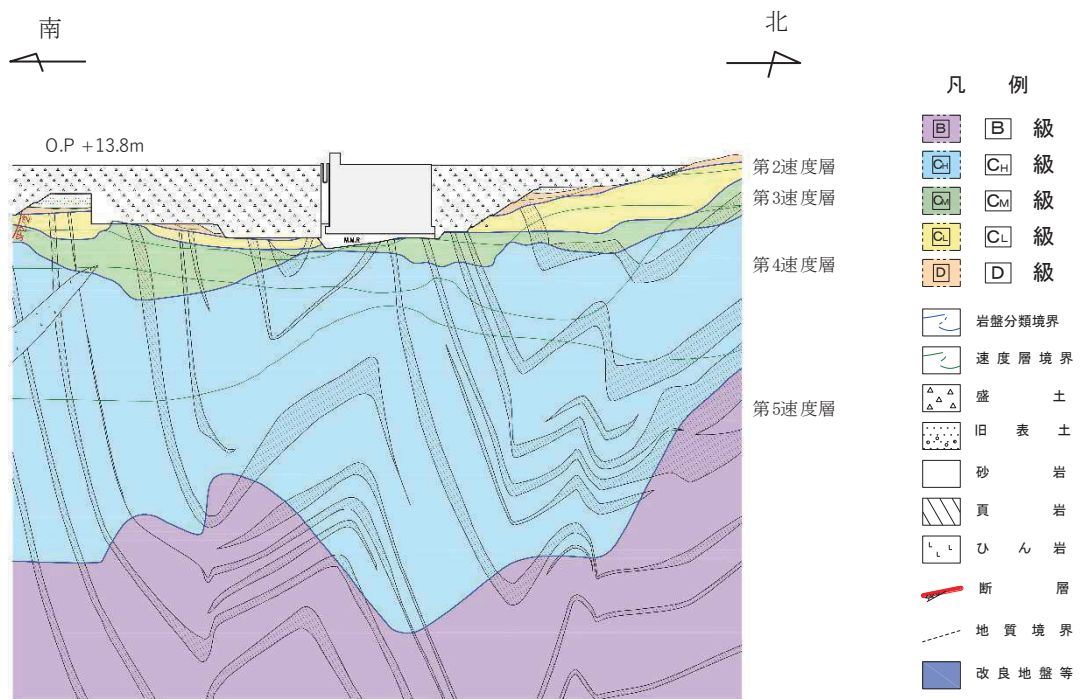 南
北
O.P +13.8m
M.M.R
第2速度層
第3速度層
第4速度層
第5速度層
凡 例
B B 級
CH CH 級
CM CM 級
CL CL 級
D D 級
岩盤分類境界
速度層境界
盛 土
旧表土
砂 岩
頁 岩
ひん岩
断 層
地質境界
改良地盤等